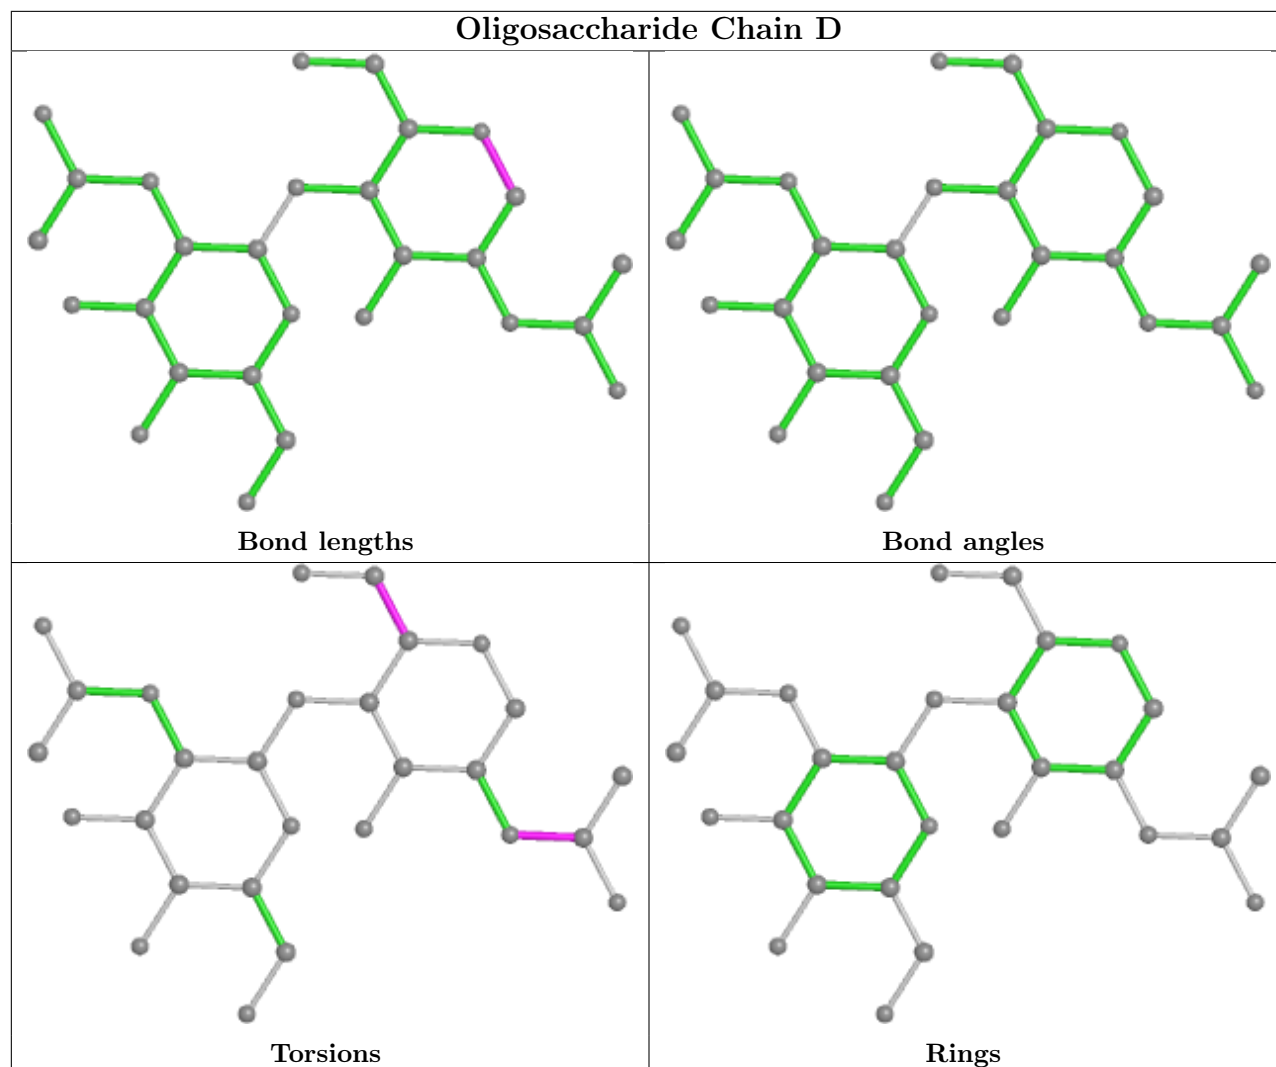 Oligosaccharide Chain D
Bond lengths
Bond angles
Torsions
Rings